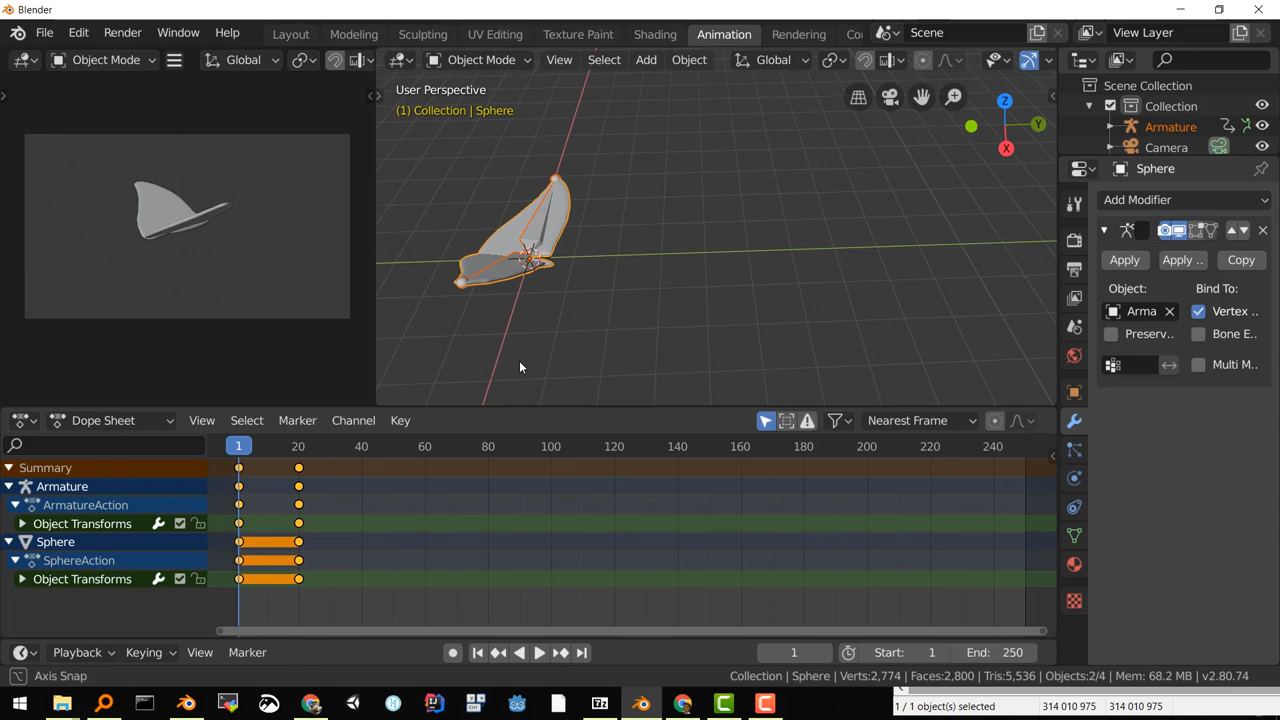 Blender
File Edit Render Window Help Layout Modeling Sculpting UV Editing Texture Paint Shading Animation Rendering Co Scene View Layer
Object Mode Global Object Mode View Select Add Object Global
User Perspective
(1) Collection | Sphere
Z
Y
X
Scene Collection
Collection
Armature
Camera
Sphere
Add Modifier
Apply Apply .. Copy
Object: Bind To:
Arma Vertex ..
Preserv.. Bone E..
Multi M..
Dope Sheet View Select Marker Channel Key Nearest Frame
1 20 40 60 80 100 120 140 160 180 200 220 240
Summary
Armature
ArmatureAction
Object Transforms
Sphere
SphereAction
Object Transforms
Playback Keying View Marker 1 Start: 1 End: 250
Axis Snap Collection | Sphere | Verts:2,774 | Faces:2,800 | Tris:5,536 | Objects:2/4 | Mem: 68.2 MB | v2.80.74
7z
1 / 1 object(s) selected 314 010 975 314 010 975